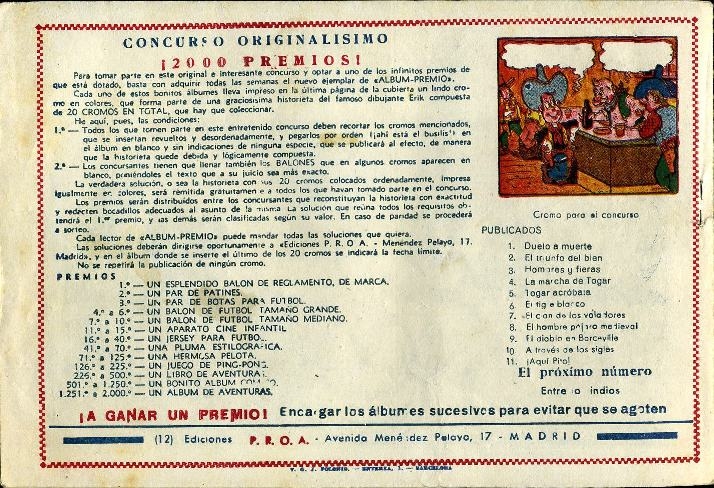 CONCURSO ORIGINALISIMO
¡2000 PREMIOS!
Para tomar parte en este original e interesante concurso y optar a uno de los infinitos premios de
que está dotado, basta con adquirir todas las semanas el nuevo ejemplar de «ALBUM-PREMIO».
Cada uno de estos bonitos álbumes lleva impreso en la última página de la cubierta un lindo cro-
mo en colores, que forma parte de una graciosísima historieta del famoso dibujante Erik compuesta
de 20 CROMOS EN TOTAL, que hay que coleccionar.
He aquí, pues, las condiciones:
1.ª — Todos los que tomen parte en este entretenido concurso deben recortar los cromos mencionados,
que se insertan revueltos y desordenadamente, y pegarlos por orden (¡ahí está el busilis!) en
el álbum en blanco y sin indicaciones de ninguna especie, que se publicará al efecto, de manera
que la historieta quede debida y lógicamente compuesta.
2.ª — Los concursantes tienen que llenar también los BALONES que en algunos cromos aparecen en
blanco, poniéndoles el texto que a su juicio sea más exacto.
La verdadera solución, o sea la historieta con sus 20 cromos colocados ordenadamente, impresa
igualmente en colores, será remitida gratuitamente a todos los que hayan tomado parte en el concurso.
Los premios serán distribuídos entre los concursantes que reconstituyan la historieta con exactitud
y redacten bocadillos adecuados al asunto de la misma. La solución que reúna todos los requisitos ob-
tendrá el 1.er premio, y las demás serán clasificadas según su valor. En caso de paridad se procederá
a sorteo.
Cada lector de «ALBUM-PREMIO» puede mandar todas las soluciones que quiera.
Las soluciones deberán dirigirse oportunamente a «Ediciones P. R. O. A. - Menéndez Pelayo, 17.
Madrid», y en el álbum donde se inserte el último de los 20 cromos se indicará la fecha límite.
No se repetirá la publicación de ningún cromo.
PREMIOS
1.º — UN ESPLENDIDO BALON DE REGLAMENTO, DE MARCA.
2.º — UN PAR DE PATINES.
3.º — UN PAR DE BOTAS PARA FUTBOL.
4.º a 6.º — UN BALON DE FUTBOL TAMAÑO GRANDE.
7.º a 10.º — UN BALON DE FUTBOL TAMAÑO MEDIANO.
11.º a 15.º — UN APARATO CINE INFANTIL
16.º a 40.º — UN JERSEY PARA FUTBOL.
41.º a 70.º — UNA PLUMA ESTILOGRAFICA.
71.º a 125.º — UNA HERMOSA PELOTA.
126.º a 225.º — UN JUEGO DE PING-PONG.
226.º a 500.º — UN LIBRO DE AVENTURAS.
501.º a 1.250.º — UN BONITO ALBUM
1.251.º a 2.000.º — UN ALBUM DE AVENTURAS.
Cromo para el concurso
PUBLICADOS
1. Duelo a muerte
2. El triunfo del bien
3. Hombres y fieras
4. La marcha de Togar
5. Togar acróbata
6. El tigre blanco
7. El clan de los voladores
8. El hombre pájaro medieval
9. El diablo en Barceville
10 A través de los siglos
11. ¡Aquí Pito!
El próximo número
Entre los indios
¡A GANAR UN PREMIO! Encargar los álbumes sucesivos para evitar que se agoten
(12) Ediciones P. R. O. A. - Avenida Menéndez Pelayo, 17 - MADRID
BARCELONA